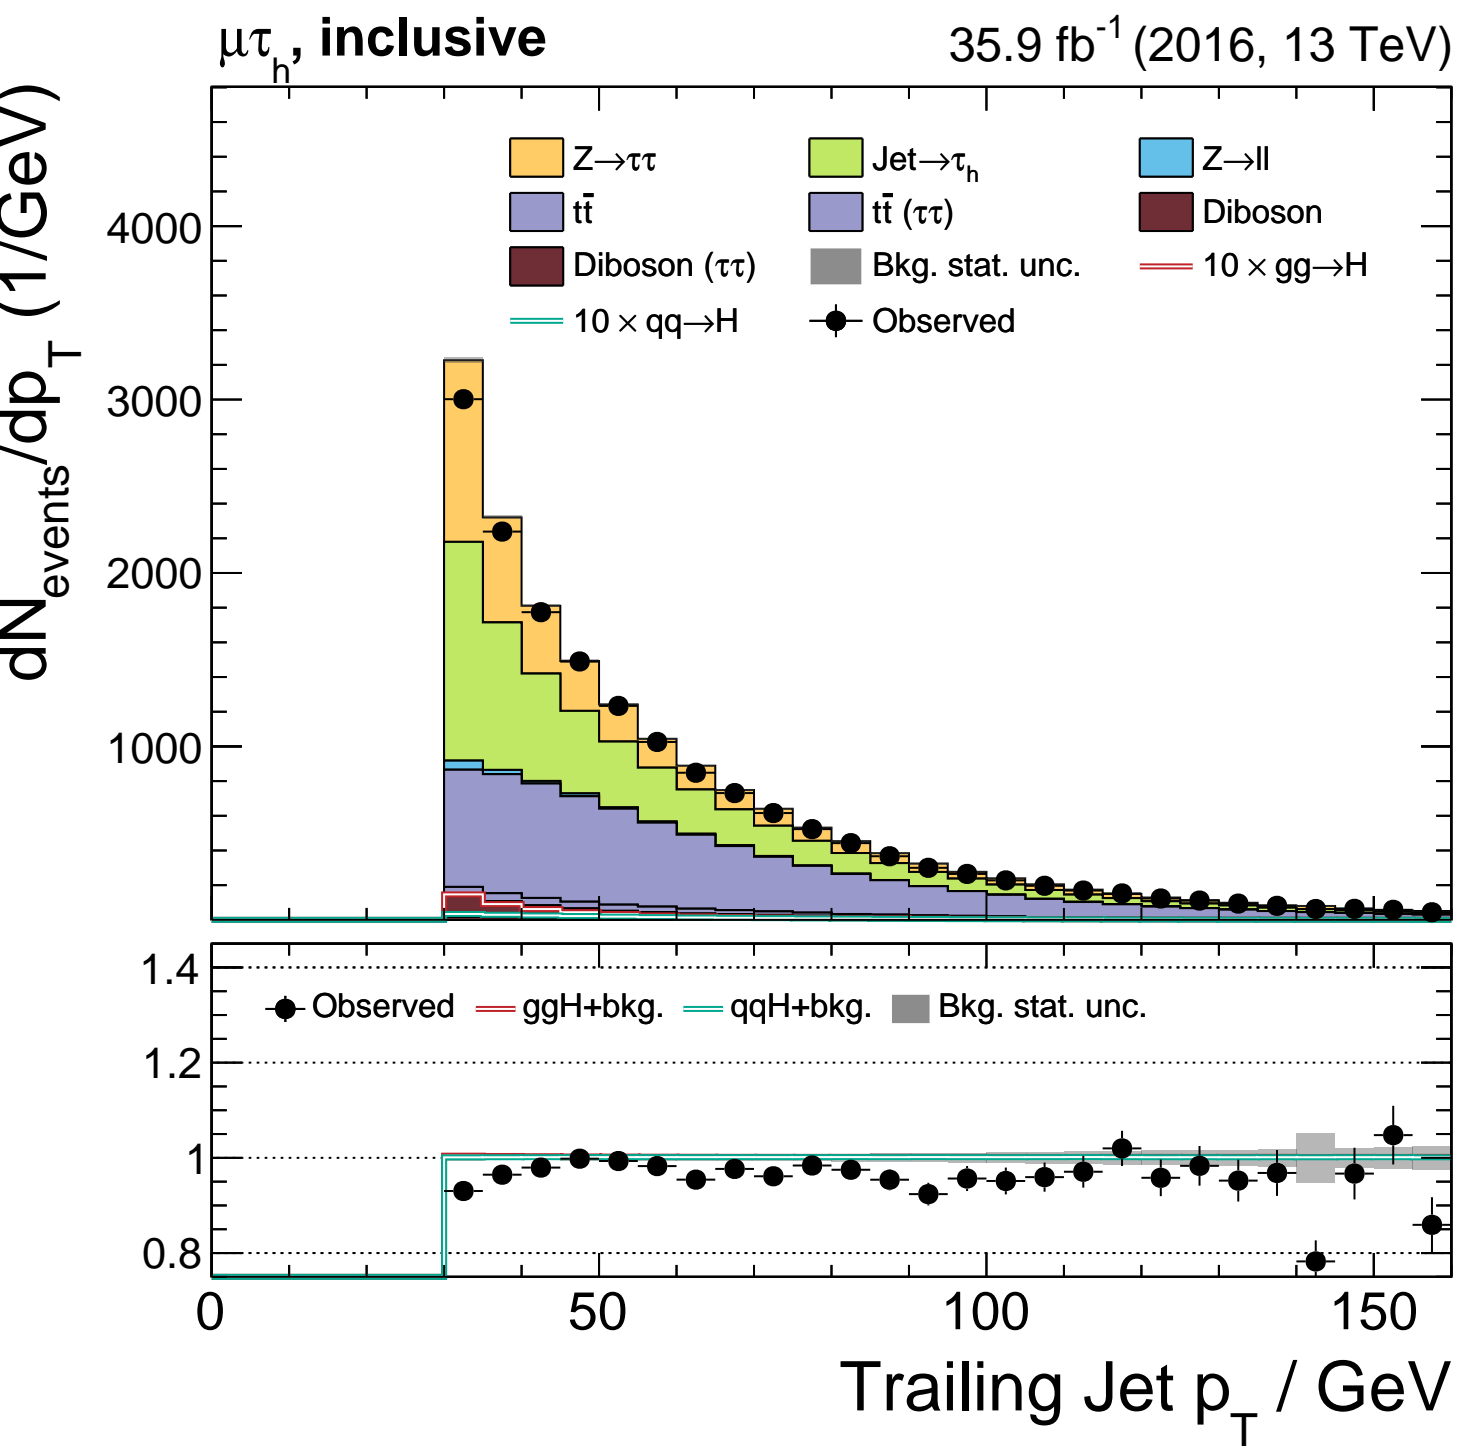 μτh, inclusive
35.9 fb-1 (2016, 13 TeV)
dNevents/dpT (1/GeV)
Z→ττ
Jet→τh
Z→ll
tt̄
tt̄ (ττ)
Diboson
Diboson (ττ)
Bkg. stat. unc.
10 × gg→H
10 × qq→H
Observed
4000
3000
2000
1000
1.4
Observed
ggH+bkg.
qqH+bkg.
Bkg. stat. unc.
1.2
1
0.8
0
50
100
150
Trailing Jet pT / GeV